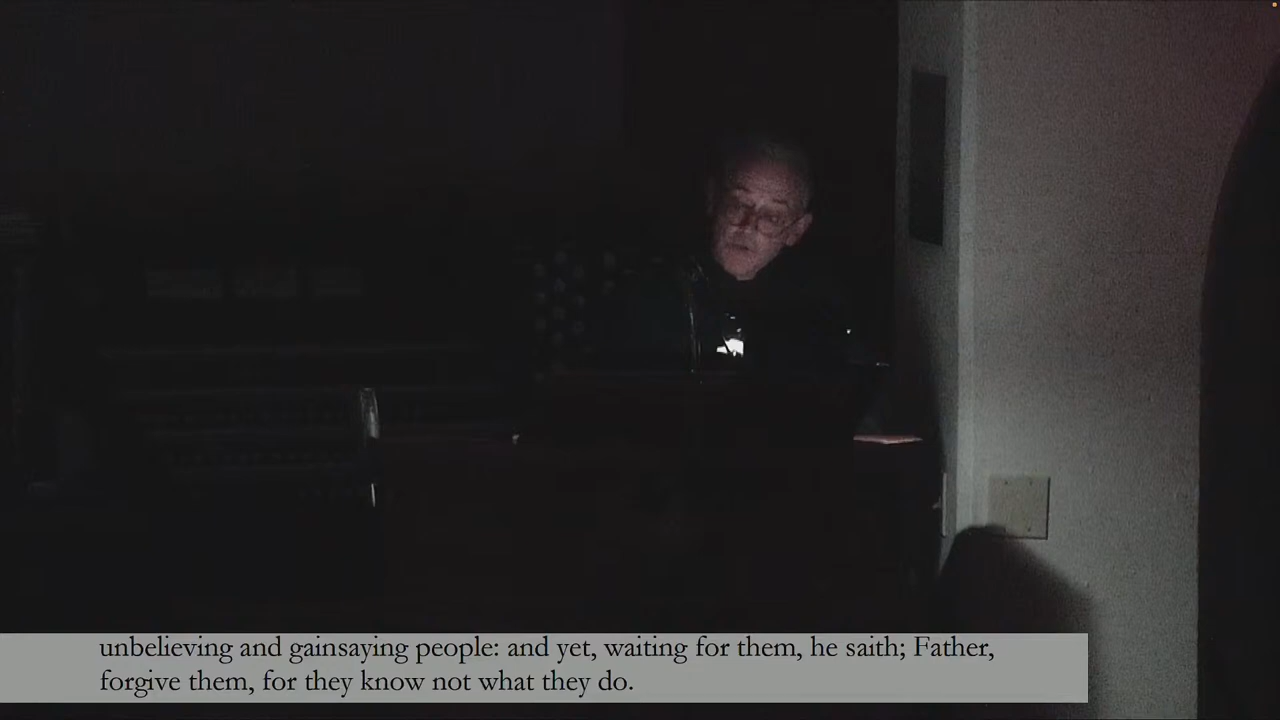 unbelieving and gainsaying people: and yet, waiting for them, he saith; Father,
forgive them, for they know not what they do.